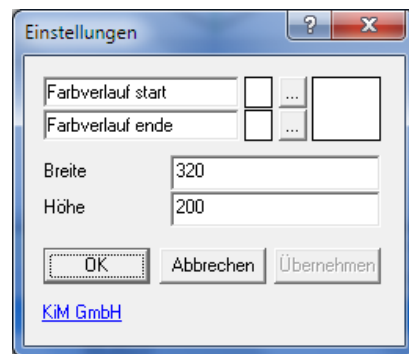 Einstellungen
?
X
Farbverlauf start
...
Farbverlauf ende
...
Breite 320
Höhe 200
OK Abbrechen Übernehmen
KiM GmbH